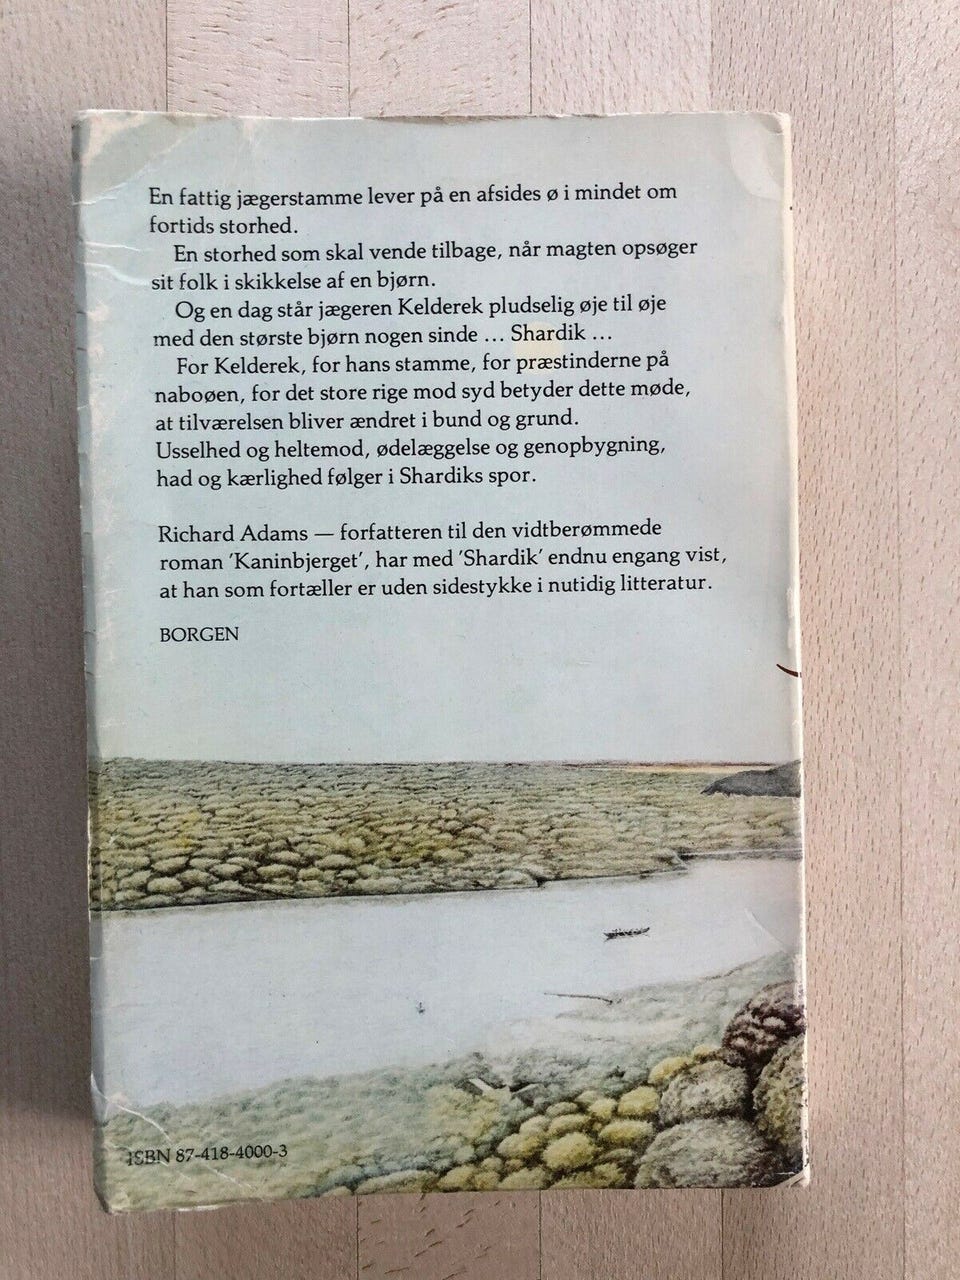 En fattig jægerstamme lever på en afsides ø i mindet om
fortids storhed.
En storhed som skal vende tilbage, når magten opsøger
sit folk i skikkelse af en bjørn.
Og en dag står jægeren Kelderek pludselig øje til øje
med den største bjørn nogen sinde ... Shardik ...
For Kelderek, for hans stamme, for præstinderne på
naboøen, for det store rige mod syd betyder dette møde,
at tilværelsen bliver ændret i bund og grund.
Usselhed og heltemod, ødelæggelse og genopbygning,
had og kærlighed følger i Shardiks spor.
Richard Adams — forfatteren til den vidtberømmede
roman 'Kaninbjerget', har med 'Shardik' endnu engang vist,
at han som fortæller er uden sidestykke i nutidig litteratur.
BORGEN
ISBN 87-418-4000-3